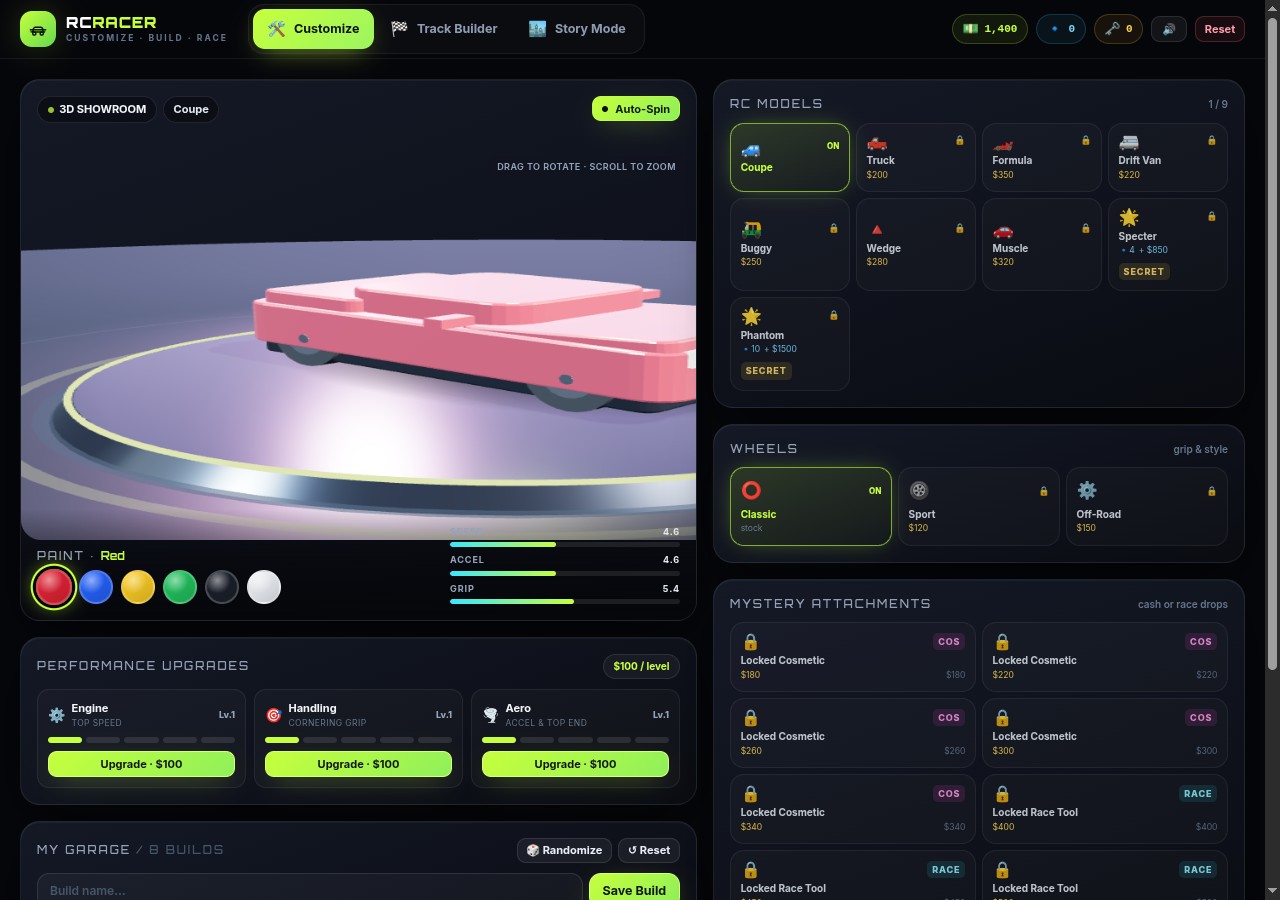 RCRACER
CUSTOMIZE · BUILD · RACE
Customize
Track Builder
Story Mode
1,400
0
0
Reset
3D SHOWROOM
Coupe
Auto-Spin
DRAG TO ROTATE · SCROLL TO ZOOM
4.6
ACCEL
4.6
GRIP
5.4
PAINT · Red
PERFORMANCE UPGRADES
$100 / level
Engine
TOP SPEED
Lv.1
Upgrade · $100
Handling
CORNERING GRIP
Lv.1
Upgrade · $100
Aero
ACCEL & TOP END
Lv.1
Upgrade · $100
MY GARAGE / 8 BUILDS
Randomize
↺ Reset
Build name...
Save Build
RC MODELS
1 / 9
ON
Coupe
Truck
$200
Formula
$350
Drift Van
$220
Buggy
$250
Wedge
$280
Muscle
$320
Specter
4 + $850
SECRET
Phantom
10 + $1500
SECRET
WHEELS
grip & style
ON
Classic
stock
Sport
$120
Off-Road
$150
MYSTERY ATTACHMENTS
cash or race drops
COS
Locked Cosmetic
$180
$180
COS
Locked Cosmetic
$220
$220
COS
Locked Cosmetic
$260
$260
COS
Locked Cosmetic
$300
$300
COS
Locked Cosmetic
$340
$340
RACE
Locked Race Tool
$400
$400
RACE
Locked Race Tool
RACE
Locked Race Tool